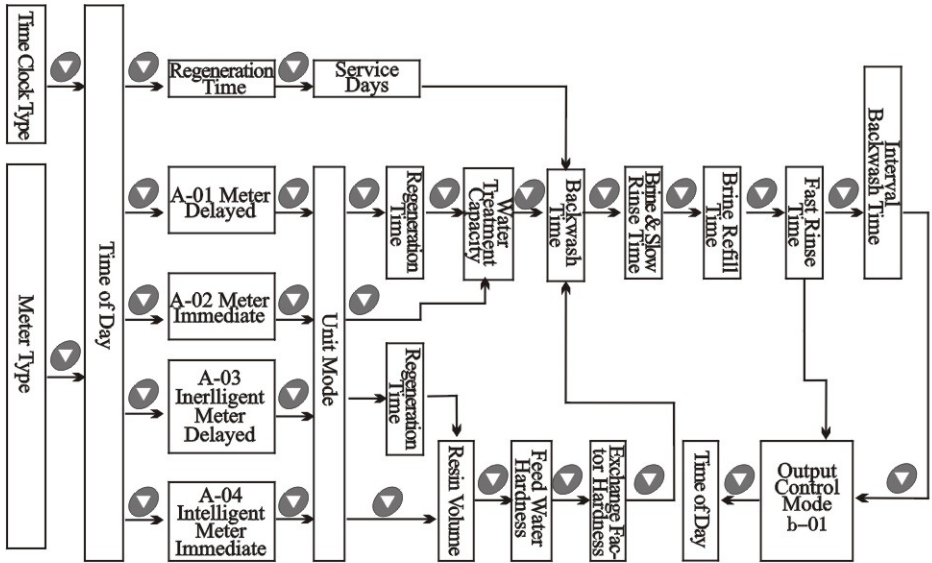 Time Clock Type
Meter Type
Time of Day
Regeneration
Time
Service
Days
A-01 Meter
Delayed
A-02 Meter
Immediate
A-03
Inerlligent
Meter
Delayed
A-04
Intelligent
Meter
Immediate
Unit Mode
Regeneration
Time
Water
Treatment
Capacity
Backwash
Time
Brine & Slow
Rinse Time
Brine Refill
Time
Fast Rinse
Time
Interval
Backwash Time
Regeneration
Time
Resin Volume
Feed Water
Hardness
Exchange Fac-
tor Hardness
Time of Day
Output
Control
Mode
b-01